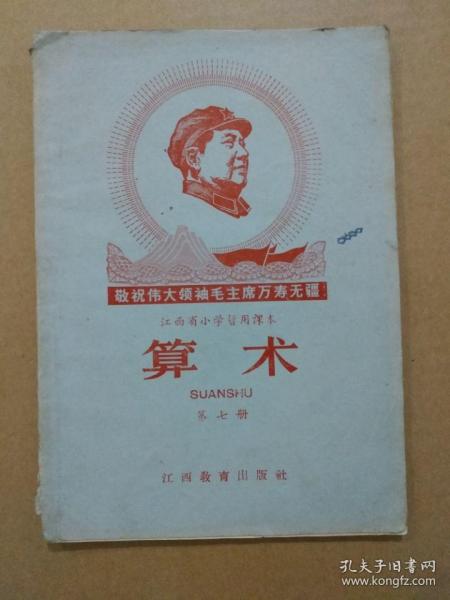 敬祝伟大领袖毛主席万寿无疆
江西省小学暂用課本
算术
SUANSHU
第七册
江西教育出版社
孔夫子旧书网
www.kongfz.com